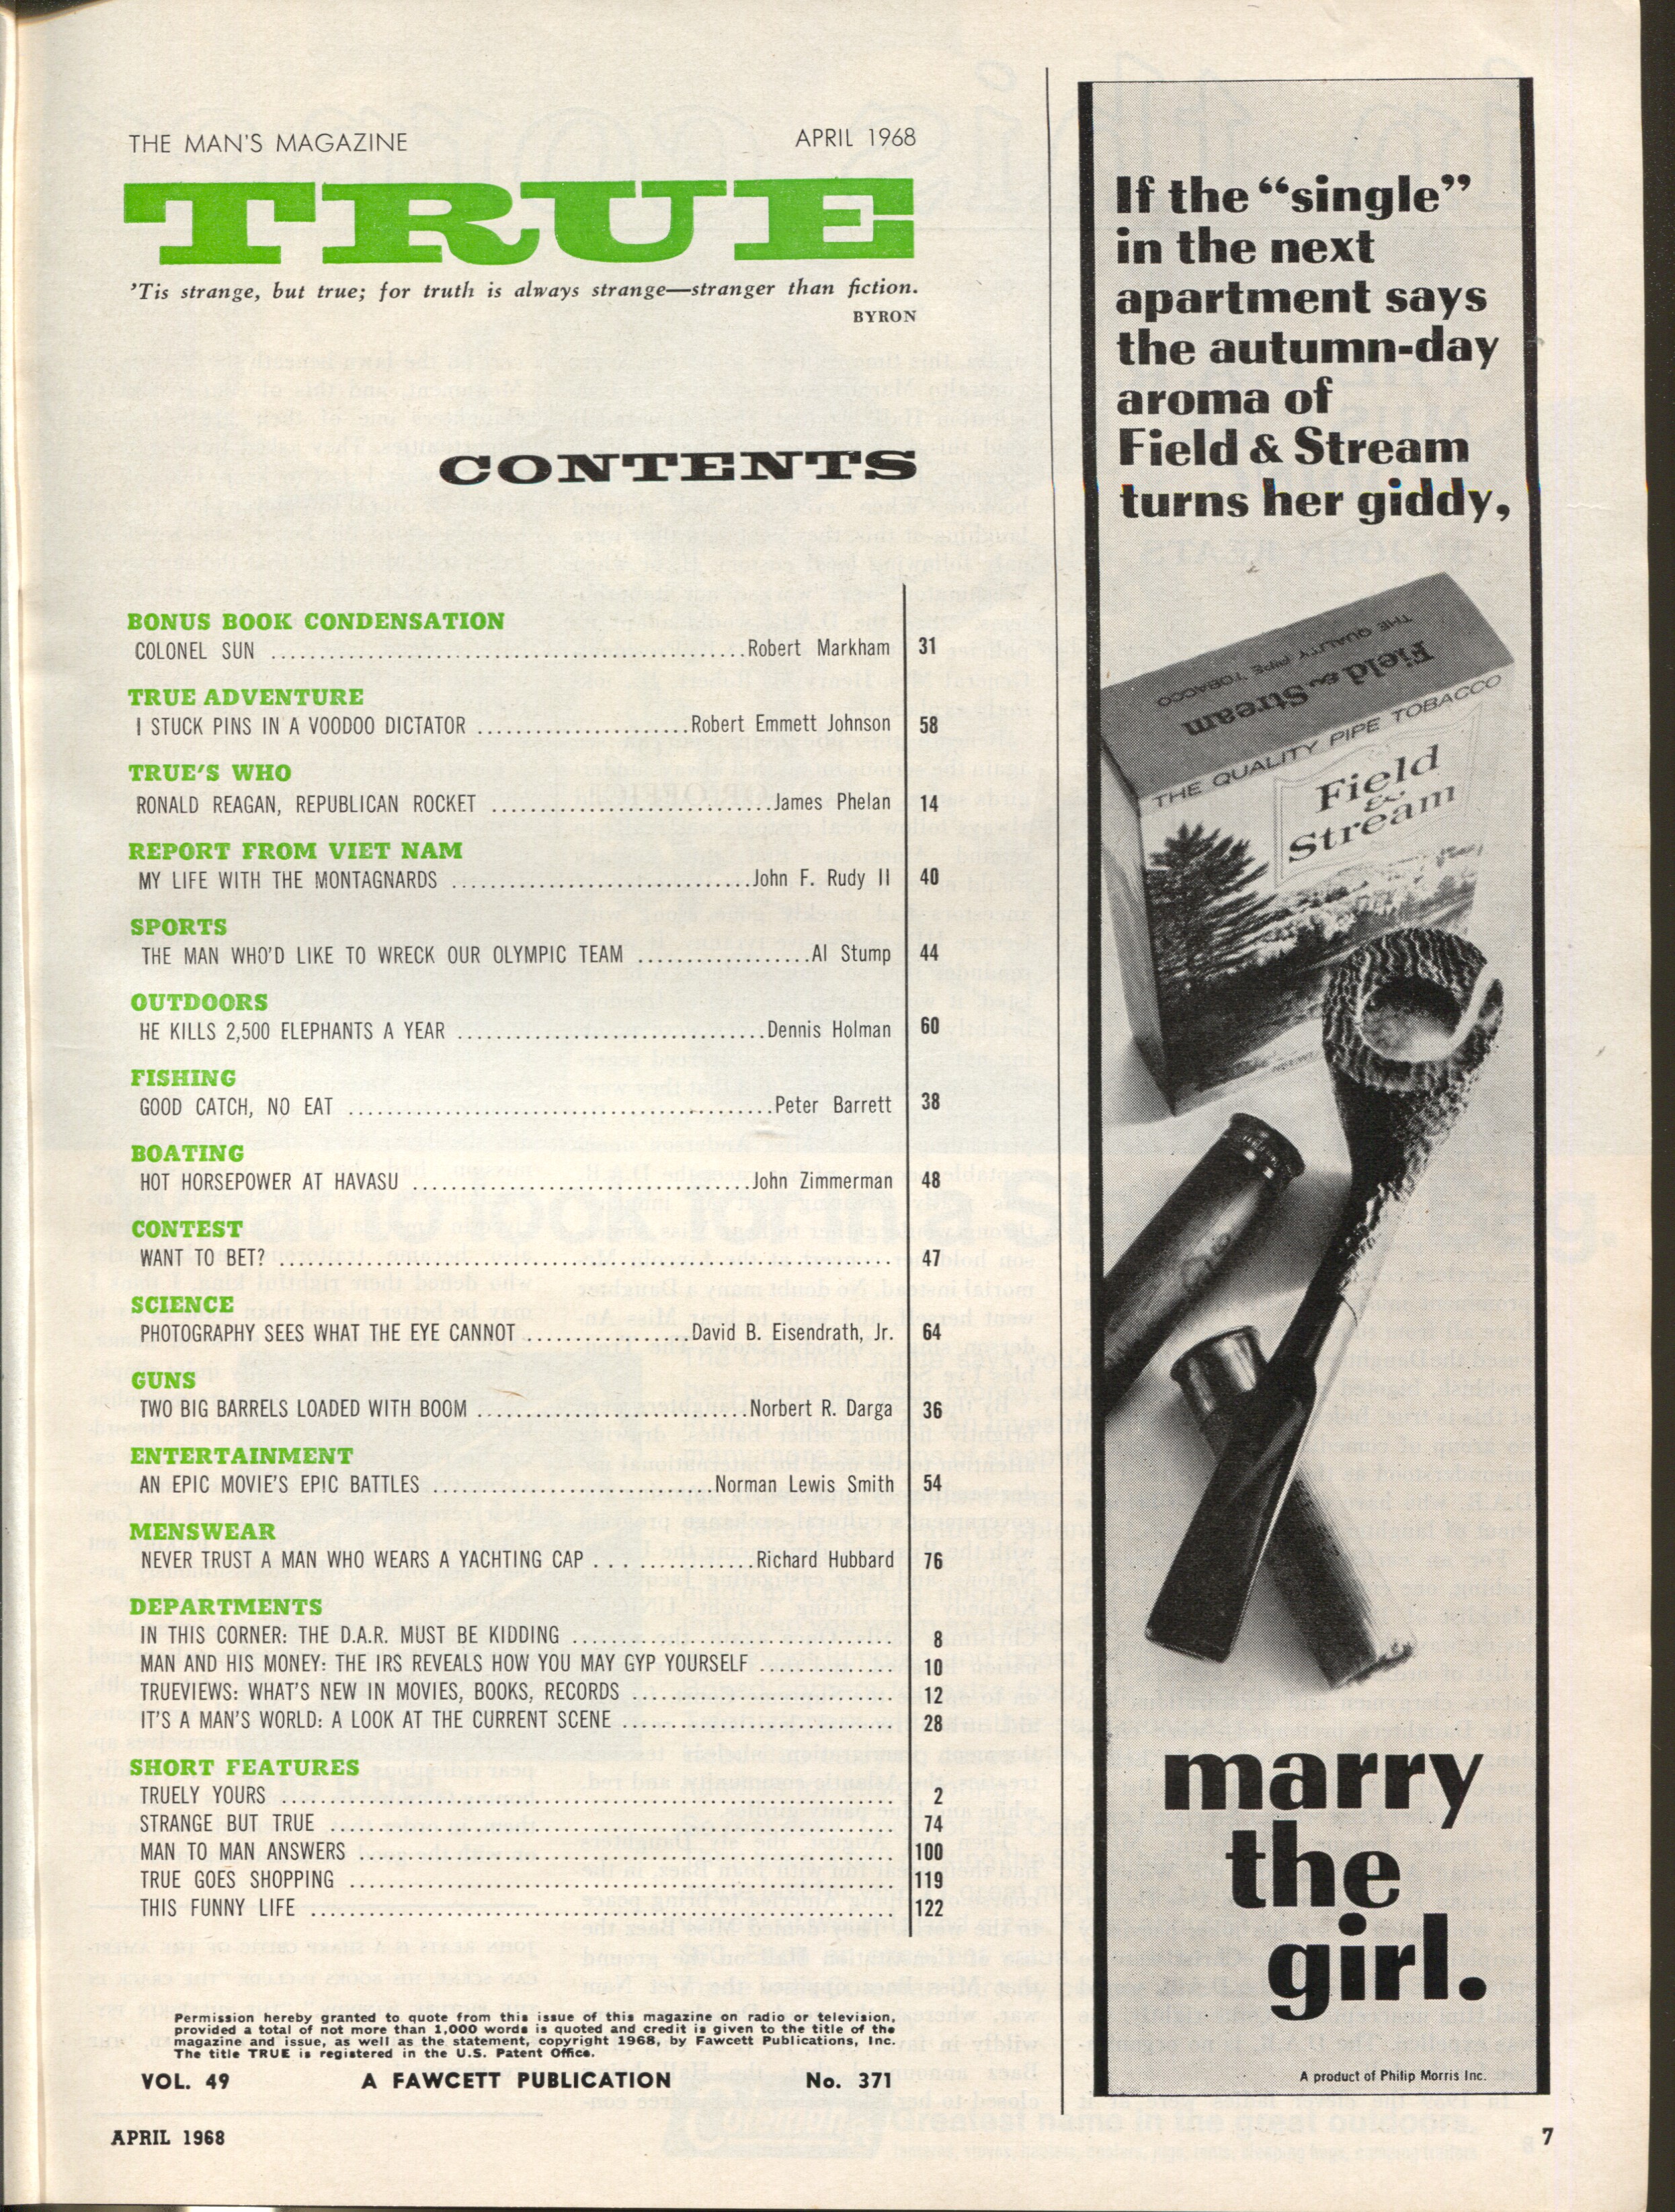 THE MAN'S MAGAZINE
APRIL 1968
TRUE
'Tis strange, but true; for truth is always strange—stranger than fiction.
BYRON
CONTENTS
BONUS BOOK CONDENSATION
COLONEL SUN ................................................Robert Markham 31
TRUE ADVENTURE
I STUCK PINS IN A VOODOO DICTATOR ......................Robert Emmett Johnson 58
TRUE'S WHO
RONALD REAGAN, REPUBLICAN ROCKET .............................James Phelan 14
REPORT FROM VIET NAM
MY LIFE WITH THE MONTAGNARDS ...............................John F. Rudy II 40
SPORTS
THE MAN WHO'D LIKE TO WRECK OUR OLYMPIC TEAM ..................Al Stump 44
OUTDOORS
HE KILLS 2,500 ELEPHANTS A YEAR ................................Dennis Holman 60
FISHING
GOOD CATCH, NO EAT ............................................Peter Barrett 38
BOATING
HOT HORSEPOWER AT HAVASU ...................................John Zimmerman 48
CONTEST
WANT TO BET? ............................................................... 47
SCIENCE
PHOTOGRAPHY SEES WHAT THE EYE CANNOT .................David B. Eisendrath, Jr. 64
GUNS
TWO BIG BARRELS LOADED WITH BOOM ............................Norbert R. Darga 36
ENTERTAINMENT
AN EPIC MOVIE'S EPIC BATTLES .............................Norman Lewis Smith 54
MENSWEAR
NEVER TRUST A MAN WHO WEARS A YACHTING CAP . . . ............Richard Hubbard 76
DEPARTMENTS
IN THIS CORNER: THE D.A.R. MUST BE KIDDING ................................. 8
MAN AND HIS MONEY: THE IRS REVEALS HOW YOU MAY GYP YOURSELF .............. 10
TRUEVIEWS: WHAT'S NEW IN MOVIES, BOOKS, RECORDS ........................... 12
IT'S A MAN'S WORLD: A LOOK AT THE CURRENT SCENE ............................ 28
SHORT FEATURES
TRUELY YOURS ................................................................ 2
STRANGE BUT TRUE .......................................................... 74
MAN TO MAN ANSWERS ....................................................... 100
TRUE GOES SHOPPING ........................................................ 119
THIS FUNNY LIFE ............................................................ 122
Permission hereby granted to quote from this issue of this magazine on radio or television,
provided a total of not more than 1,000 words is quoted and credit is given to the title of the
magazine and issue, as well as the statement, copyright 1968, by Fawcett Publications, Inc.
The title TRUE is registered in the U.S. Patent Office.
VOL. 49 A FAWCETT PUBLICATION No. 371
APRIL 1968
If the “single”
in the next
apartment says
the autumn-day
aroma of
Field & Stream
turns her giddy,
THE QUALITY PIPE TOBACCO
Field & Stream
THE QUALITY PIPE TOBACCO
Field
&
Stream
marry
the
girl.
A product of Philip Morris Inc.
7